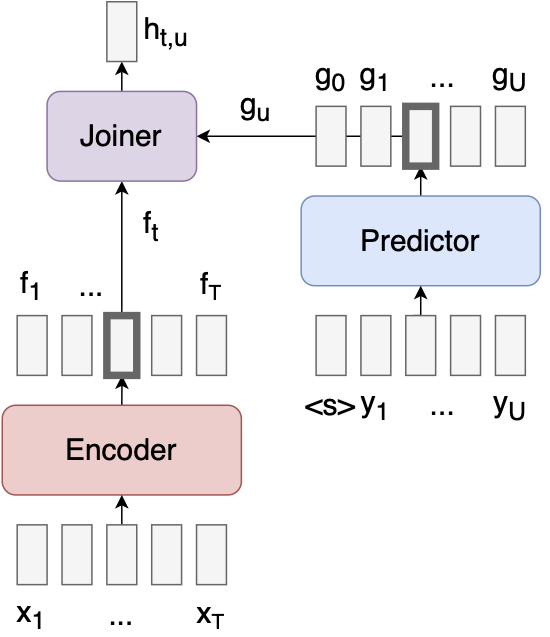 h_{t,u}
g_0 g_1 ... g_U
g_u
Joiner
f_t
Predictor
f_1 ... f_T
<s> y_1 ... y_U
Encoder
x_1 ... x_T